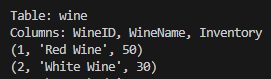 Table: wine
Columns: WineID, WineName, Inventory
(1, 'Red Wine', 50)
(2, 'White Wine', 30)